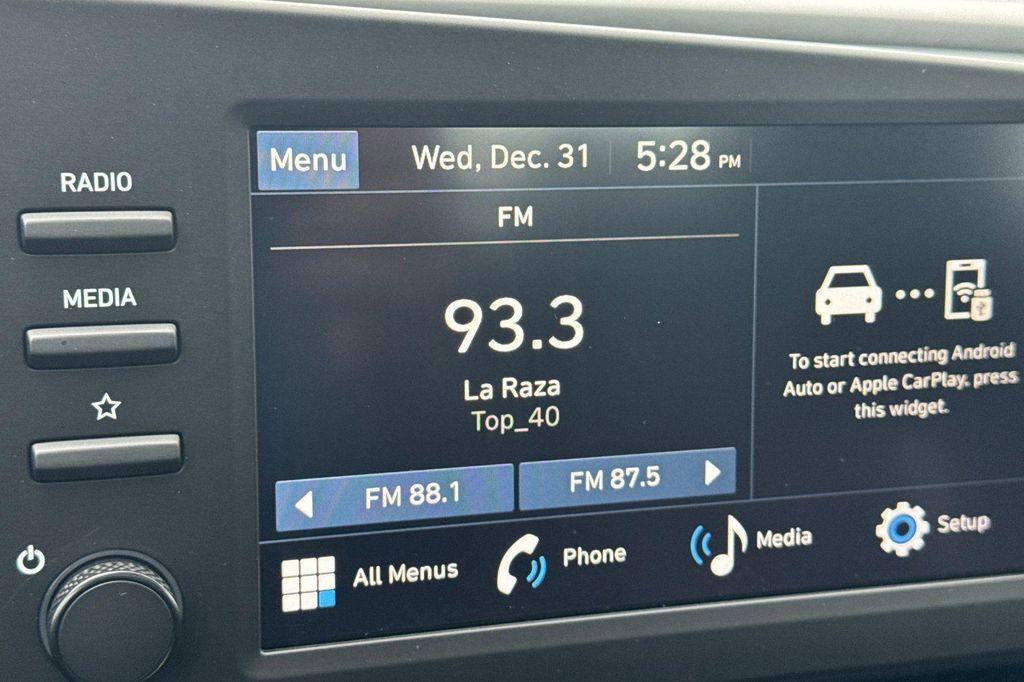 RADIO
MEDIA
Menu
Wed, Dec. 31
5:28 PM
FM
93.3
La Raza
Top_40
FM 88.1
FM 87.5
To start connecting Android
Auto or Apple CarPlay, press
this widget.
All Menus
Phone
Media
Setup